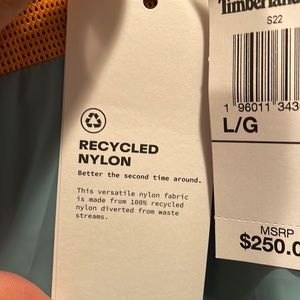 Timberland
S22
1 96011 343
L/G
MSRP
$250.0
RECYCLED
NYLON
Better the second time around.
This versatile nylon fabric
is made from 100% recycled
nylon diverted from waste
streams.